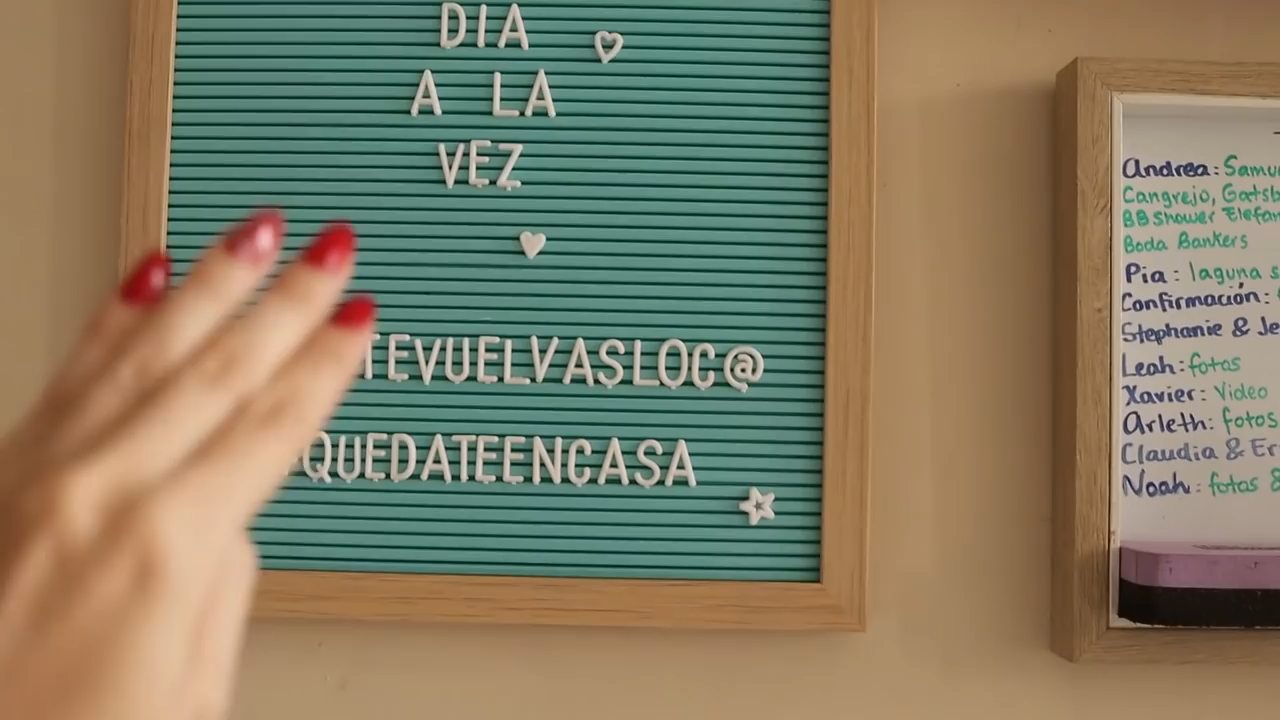 DIA
A LA
VEZ
TEVUELVASLOC@
QUEDATEENCASA
Andrea:
Cangrejo,
BB Shower
Boda Bankers
Pia: laguna
Confirmación:
Stephanie &
Leah: fotos
Xavier: Video
Arleth: fotos
Claudia &
Noah: fotos &